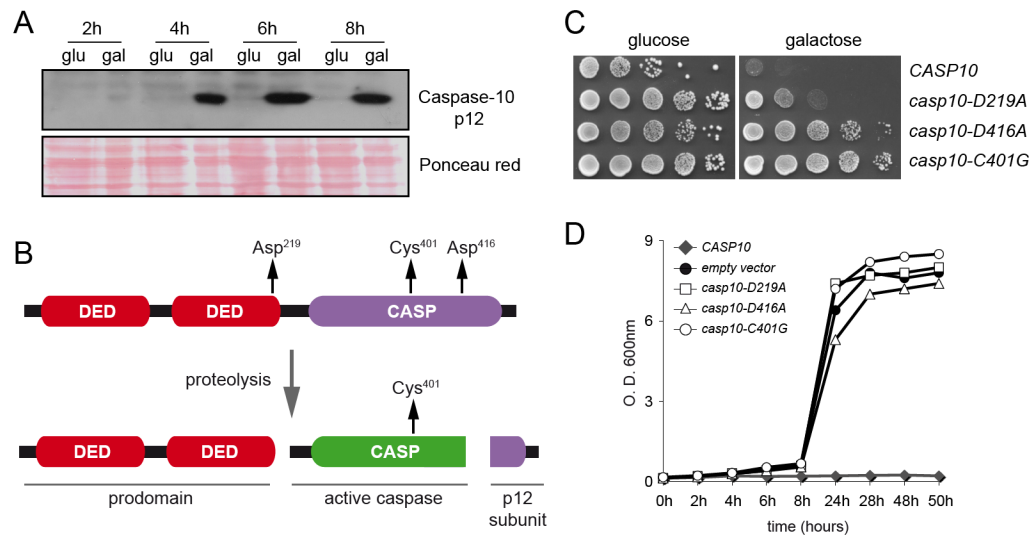 A
2h 4h 6h 8h
glu gal glu gal glu gal glu gal
Caspase-10
p12
Ponceau red
B
Asp219
Cys401
Asp416
DED
DED
CASP
proteolysis
Cys401
DED
DED
CASP
prodomain
active caspase
p12
subunit
C
glucose
galactose
CASP10
casp10-D219A
casp10-D416A
casp10-C401G
D
CASP10
empty vector
casp10-D219A
casp10-D416A
casp10-C401G
O. D. 600nm
9
6
3
0
0h 2h 4h 6h 8h 24h 28h 48h 50h
time (hours)